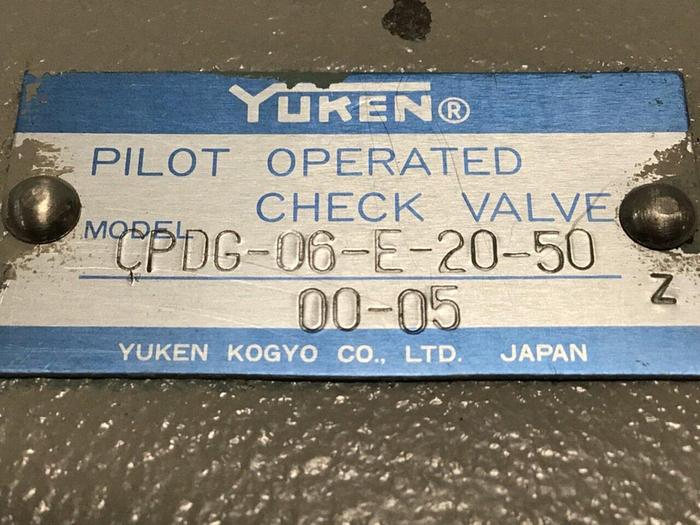 YUKEN®
PILOT OPERATED
CHECK VALVE
MODEL CPDG-06-E-20-50
00-05 Z
YUKEN KOGYO CO., LTD. JAPAN